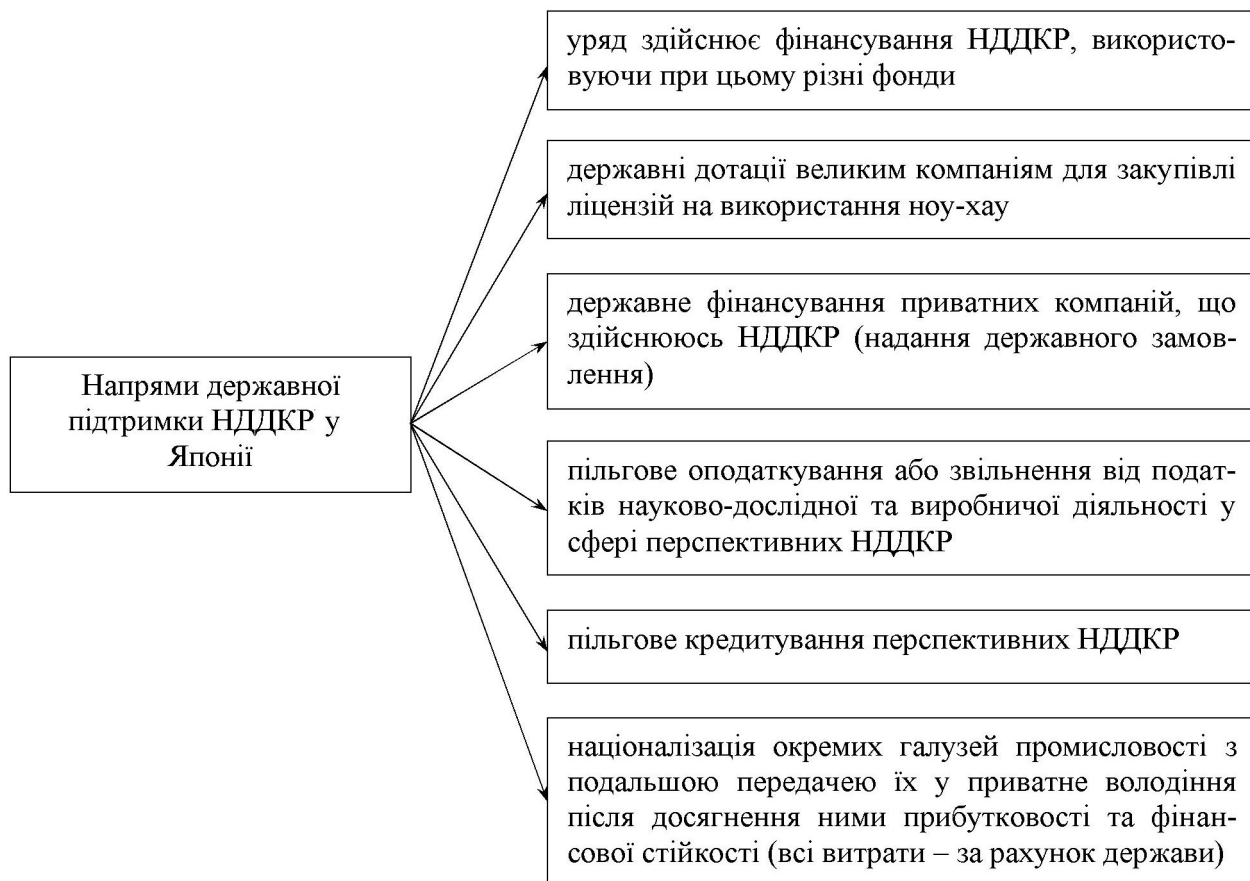 уряд здійснює фінансування НДДКР, використо-
вуючи при цьому різні фонди
державні дотації великим компаніям для закупівлі
ліцензій на використання ноу-хау
державне фінансування приватних компаній, що
здійснююсь НДДКР (надання державного замов-
лення)
Напрями державної
підтримки НДДКР у
Японії
пільгове оподаткування або звільнення від подат-
ків науково-дослідної та виробничої діяльності у
сфері перспективних НДДКР
пільгове кредитування перспективних НДДКР
націоналізація окремих галузей промисловості з
подальшою передачею їх у приватне володіння
після досягнення ними прибутковості та фінан-
сової стійкості (всі витрати – за рахунок держави)